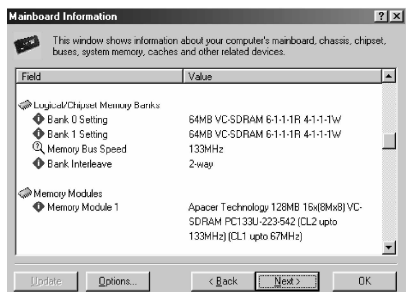 Mainboard Information
This window shows information about your computer's mainboard, chassis, chipset,
buses, system memory, caches and other related devices.
Field Value
Logical/Chipset Memory Banks
Bank 0 Setting 64MB VC-SDRAM 6-1-1-1R 4-1-1-1W
Bank 1 Setting 64MB VC-SDRAM 6-1-1-1R 4-1-1-1W
Memory Bus Speed 133MHz
Bank Interleave 2-way
Memory Modules
Memory Module 1 Apacer Technology 128MB 16x(8Mx8) VC-
SDRAM PC133U-223-542 (CL2 upto
133MHz) (CL1 upto 67MHz)
Update Options... < Back Next > OK